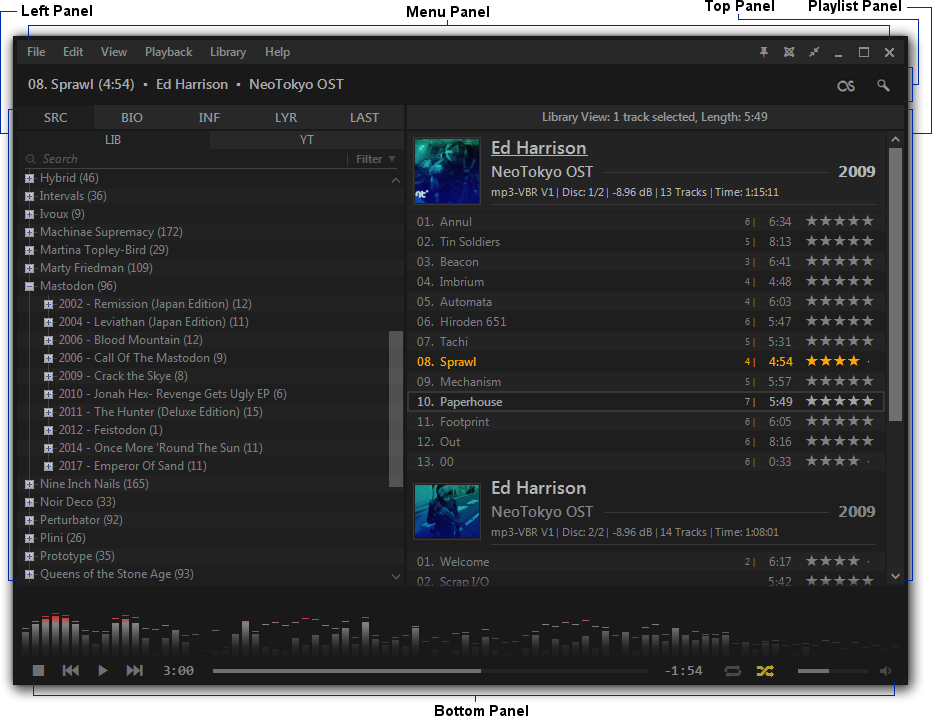 Left Panel
Menu Panel
Top Panel
Playlist Panel
File Edit View Playback Library Help
08. Sprawl (4:54) • Ed Harrison • NeoTokyo OST
SRC BIO INF LYR LAST
LIB YT
Search Filter
Hybrid (46)
Intervals (36)
Ivoux (9)
Machinae Supremacy (172)
Martina Topley-Bird (29)
Marty Friedman (109)
Mastodon (96)
2002 - Remission (Japan Edition) (12)
2004 - Leviathan (Japan Edition) (11)
2006 - Blood Mountain (12)
2006 - Call Of The Mastodon (9)
2009 - Crack the Skye (8)
2010 - Jonah Hex- Revenge Gets Ugly EP (6)
2011 - The Hunter (Deluxe Edition) (15)
2012 - Feistodon (1)
2014 - Once More 'Round The Sun (11)
2017 - Emperor Of Sand (11)
Nine Inch Nails (165)
Noir Deco (33)
Perturbator (92)
Plini (26)
Prototype (35)
Queens of the Stone Age (93)
Library View: 1 track selected, Length: 5:49
Ed Harrison
NeoTokyo OST 2009
mp3-VBR V1 | Disc: 1/2 | -8.96 dB | 13 Tracks | Time: 1:15:11
01. Annul 6 | 6:34
02. Tin Soldiers 5 | 8:13
03. Beacon 3 | 6:41
04. Imbrium 4 | 4:48
05. Automata 4 | 6:03
06. Hiroden 651 6 | 5:47
07. Tachi 5 | 5:31
08. Sprawl 4 | 4:54
09. Mechanism 5 | 5:57
10. Paperhouse 7 | 5:49
11. Footprint 6 | 6:05
12. Out 6 | 8:16
13. 00 6 | 0:33
Ed Harrison
NeoTokyo OST 2009
mp3-VBR V1 | Disc: 2/2 | -8.96 dB | 14 Tracks | Time: 1:08:01
01. Welcome 2 | 6:17
02. Scrap I/O 5:42
3:00 -1:54
Bottom Panel